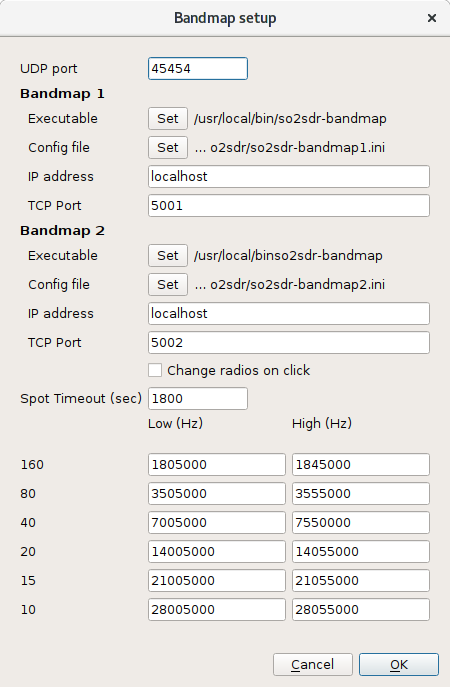 Bandmap setup ×
UDP port 45454
Bandmap 1
Executable Set /usr/local/bin/so2sdr-bandmap
Config file Set ... o2sdr/so2sdr-bandmap1.ini
IP address localhost
TCP Port 5001
Bandmap 2
Executable Set /usr/local/binso2sdr-bandmap
Config file Set ... o2sdr/so2sdr-bandmap2.ini
IP address localhost
TCP Port 5002
Change radios on click
Spot Timeout (sec) 1800
Low (Hz) High (Hz)
160 1805000 1845000
80 3505000 3555000
40 7005000 7550000
20 14005000 14055000
15 21005000 21055000
10 28005000 28055000
Cancel OK